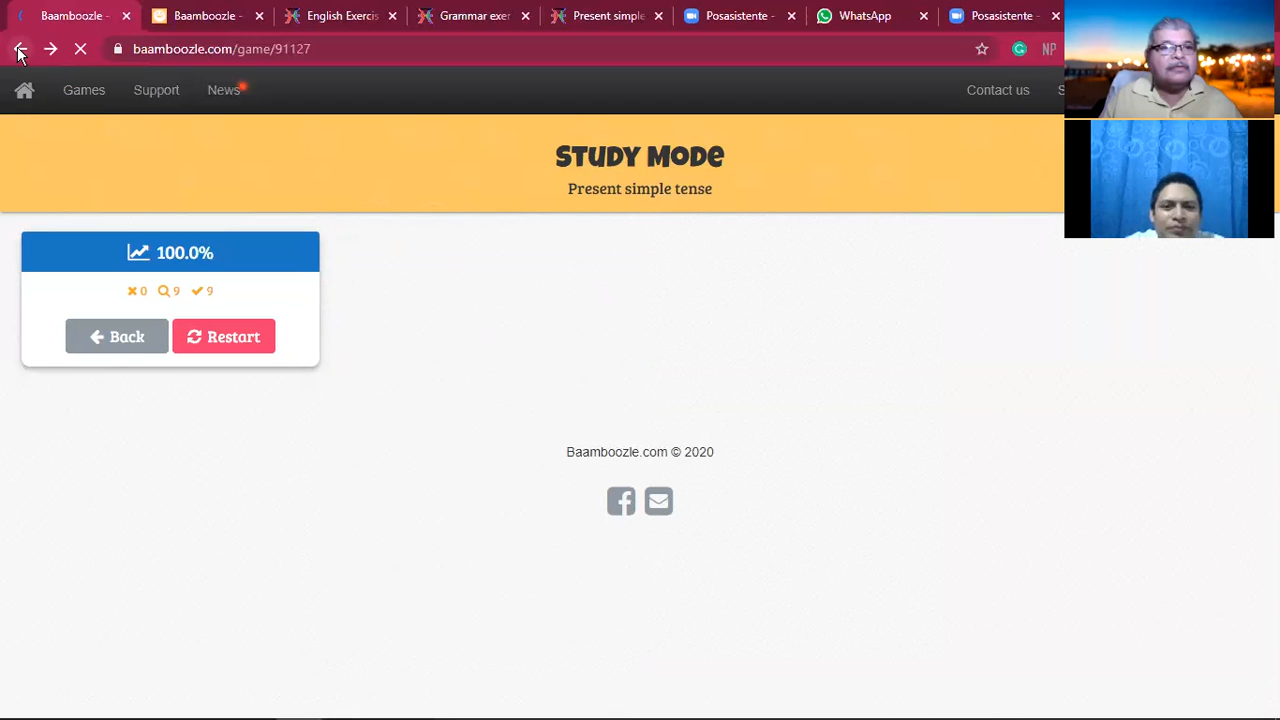 Baamboozle - 
Baamboozle - 
English Exercis
Grammar exer
Present simple
Posasistente -
WhatsApp
Posasistente -
baamboozle.com/game/91127
NP
Games
Support
News
Contact us
S
Study Mode
Present simple tense
100.0%
0 9 9
Back
Restart
Baamboozle.com © 2020